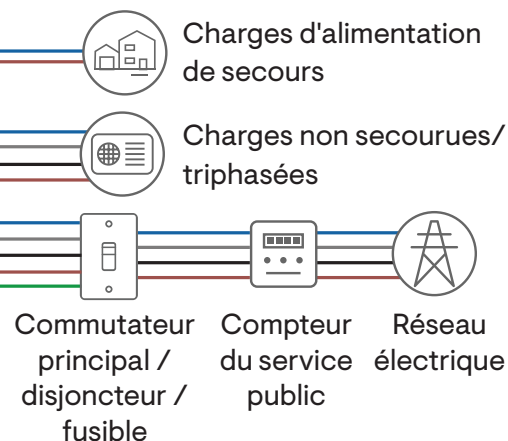 Charges d'alimentation
de secours
Charges non secourues/
triphasées
Commutateur
principal /
disjoncteur /
fusible
Compteur
du service
public
Réseau
électrique